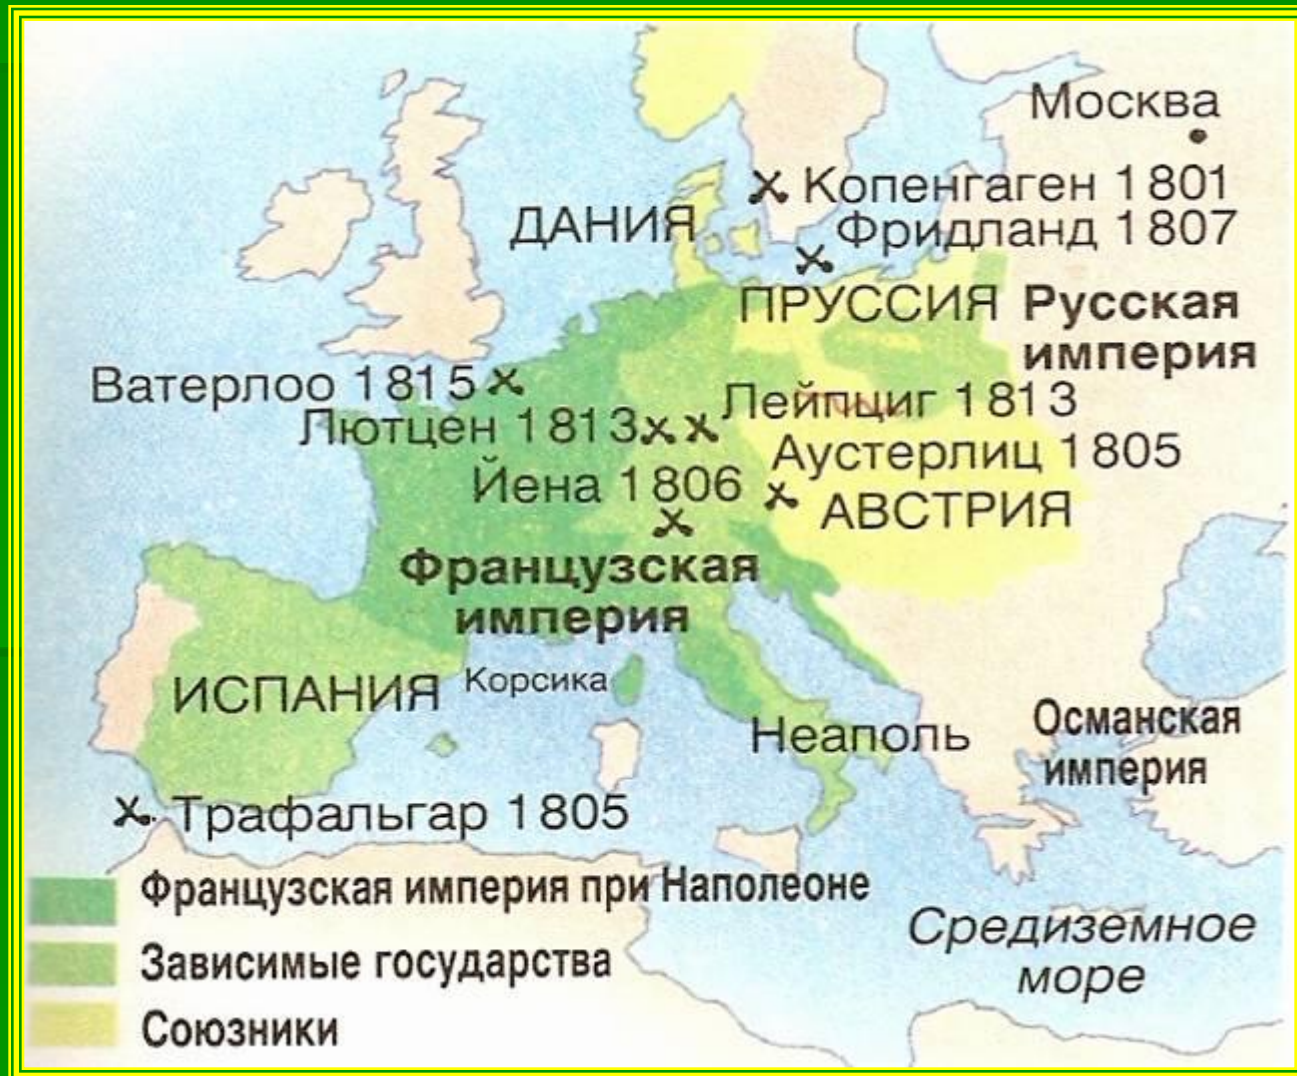 Москва
Копенгаген 1801
ДАНИЯ
Фридланд 1807
ПРУССИЯ
Русская
империя
Ватерлоо 1815
Лейпциг 1813
Лютцен 1813
Аустерлиц 1805
Йена 1806
АВСТРИЯ
Французская
империя
ИСПАНИЯ
Корсика
Неаполь
Османская
империя
Трафальгар 1805
Французская империя при Наполеоне
Зависимые государства
Союзники
Средиземное
море